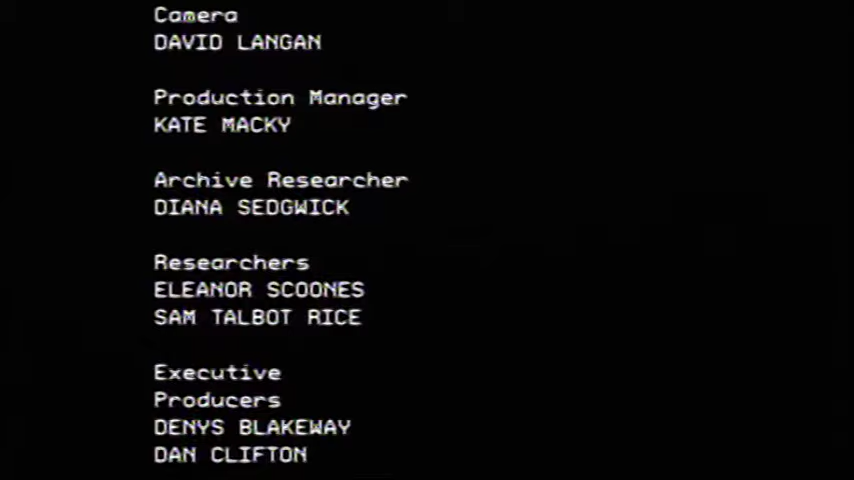 Camera
DAVID LANGAN
Production Manager
KATE MACKY
Archive Researcher
DIANA SEDGWICK
Researchers
ELEANOR SCOONES
SAM TALBOT RICE
Executive
Producers
DENYS BLAKEWAY
DAN CLIFTON